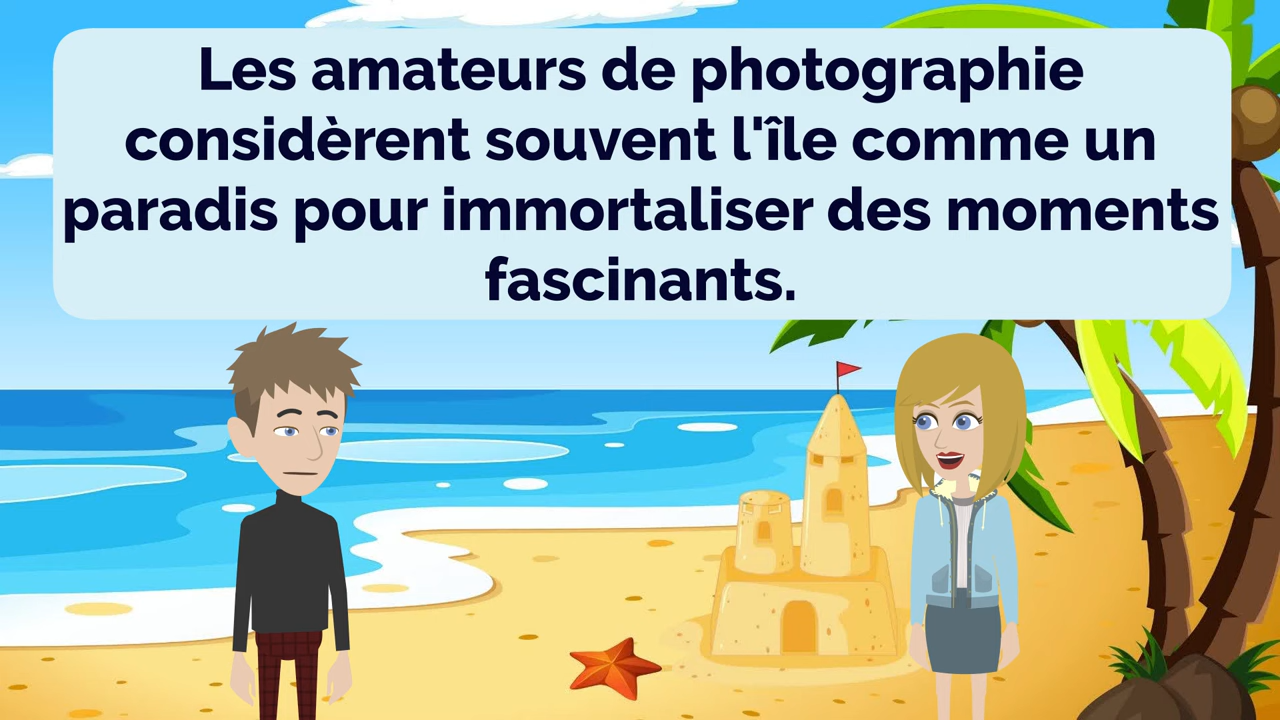 Les amateurs de photographie
considèrent souvent l'île comme un
paradis pour immortaliser des moments
fascinants.